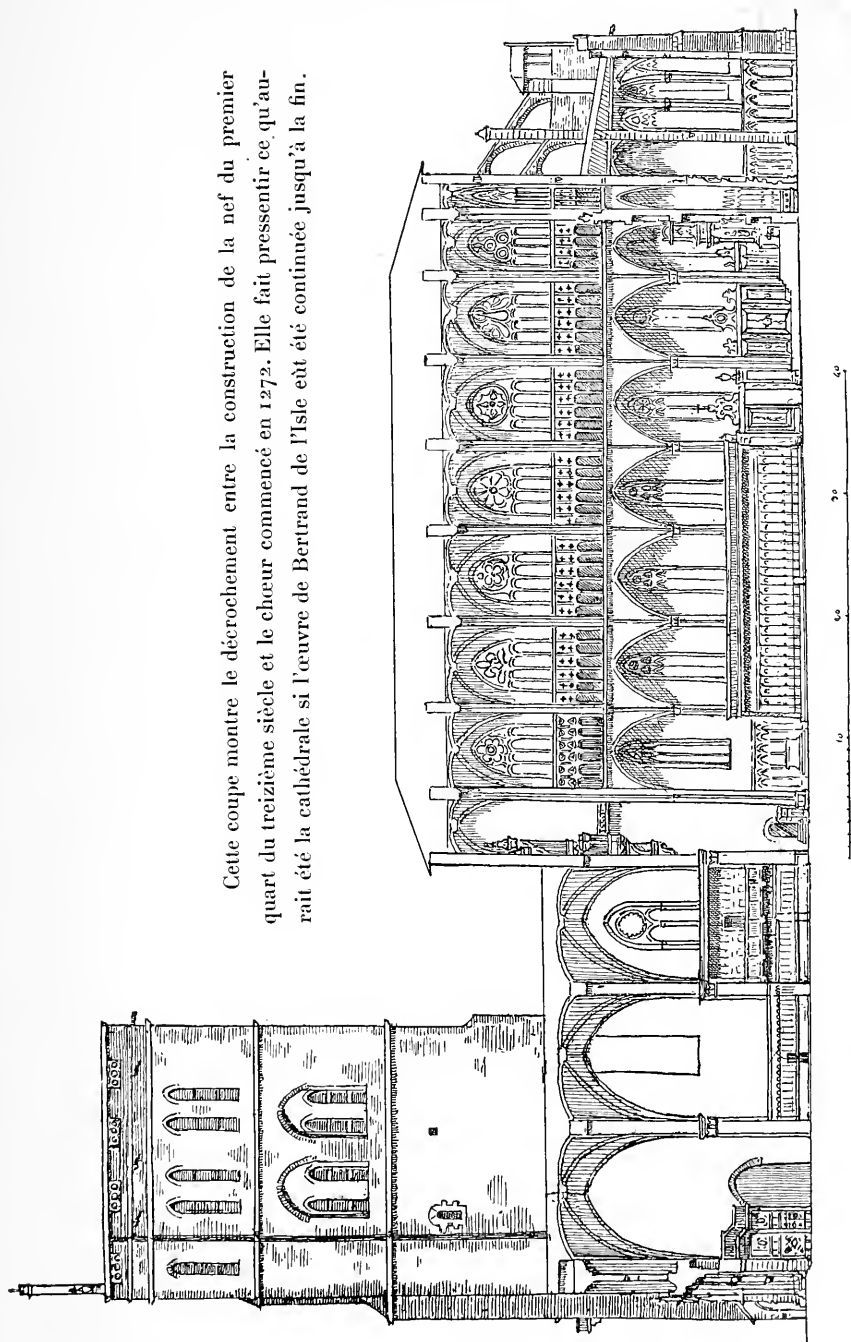 Cette coupe montre le décrochement entre la construction de la nef du premier
quart du treizième siècle et le chœur commencé en 1272. Elle fait pressentir ce qu'au-
rait été la cathédrale si l'œuvre de Bertrand de l'Isle eût été continuée jusqu'à la fin.